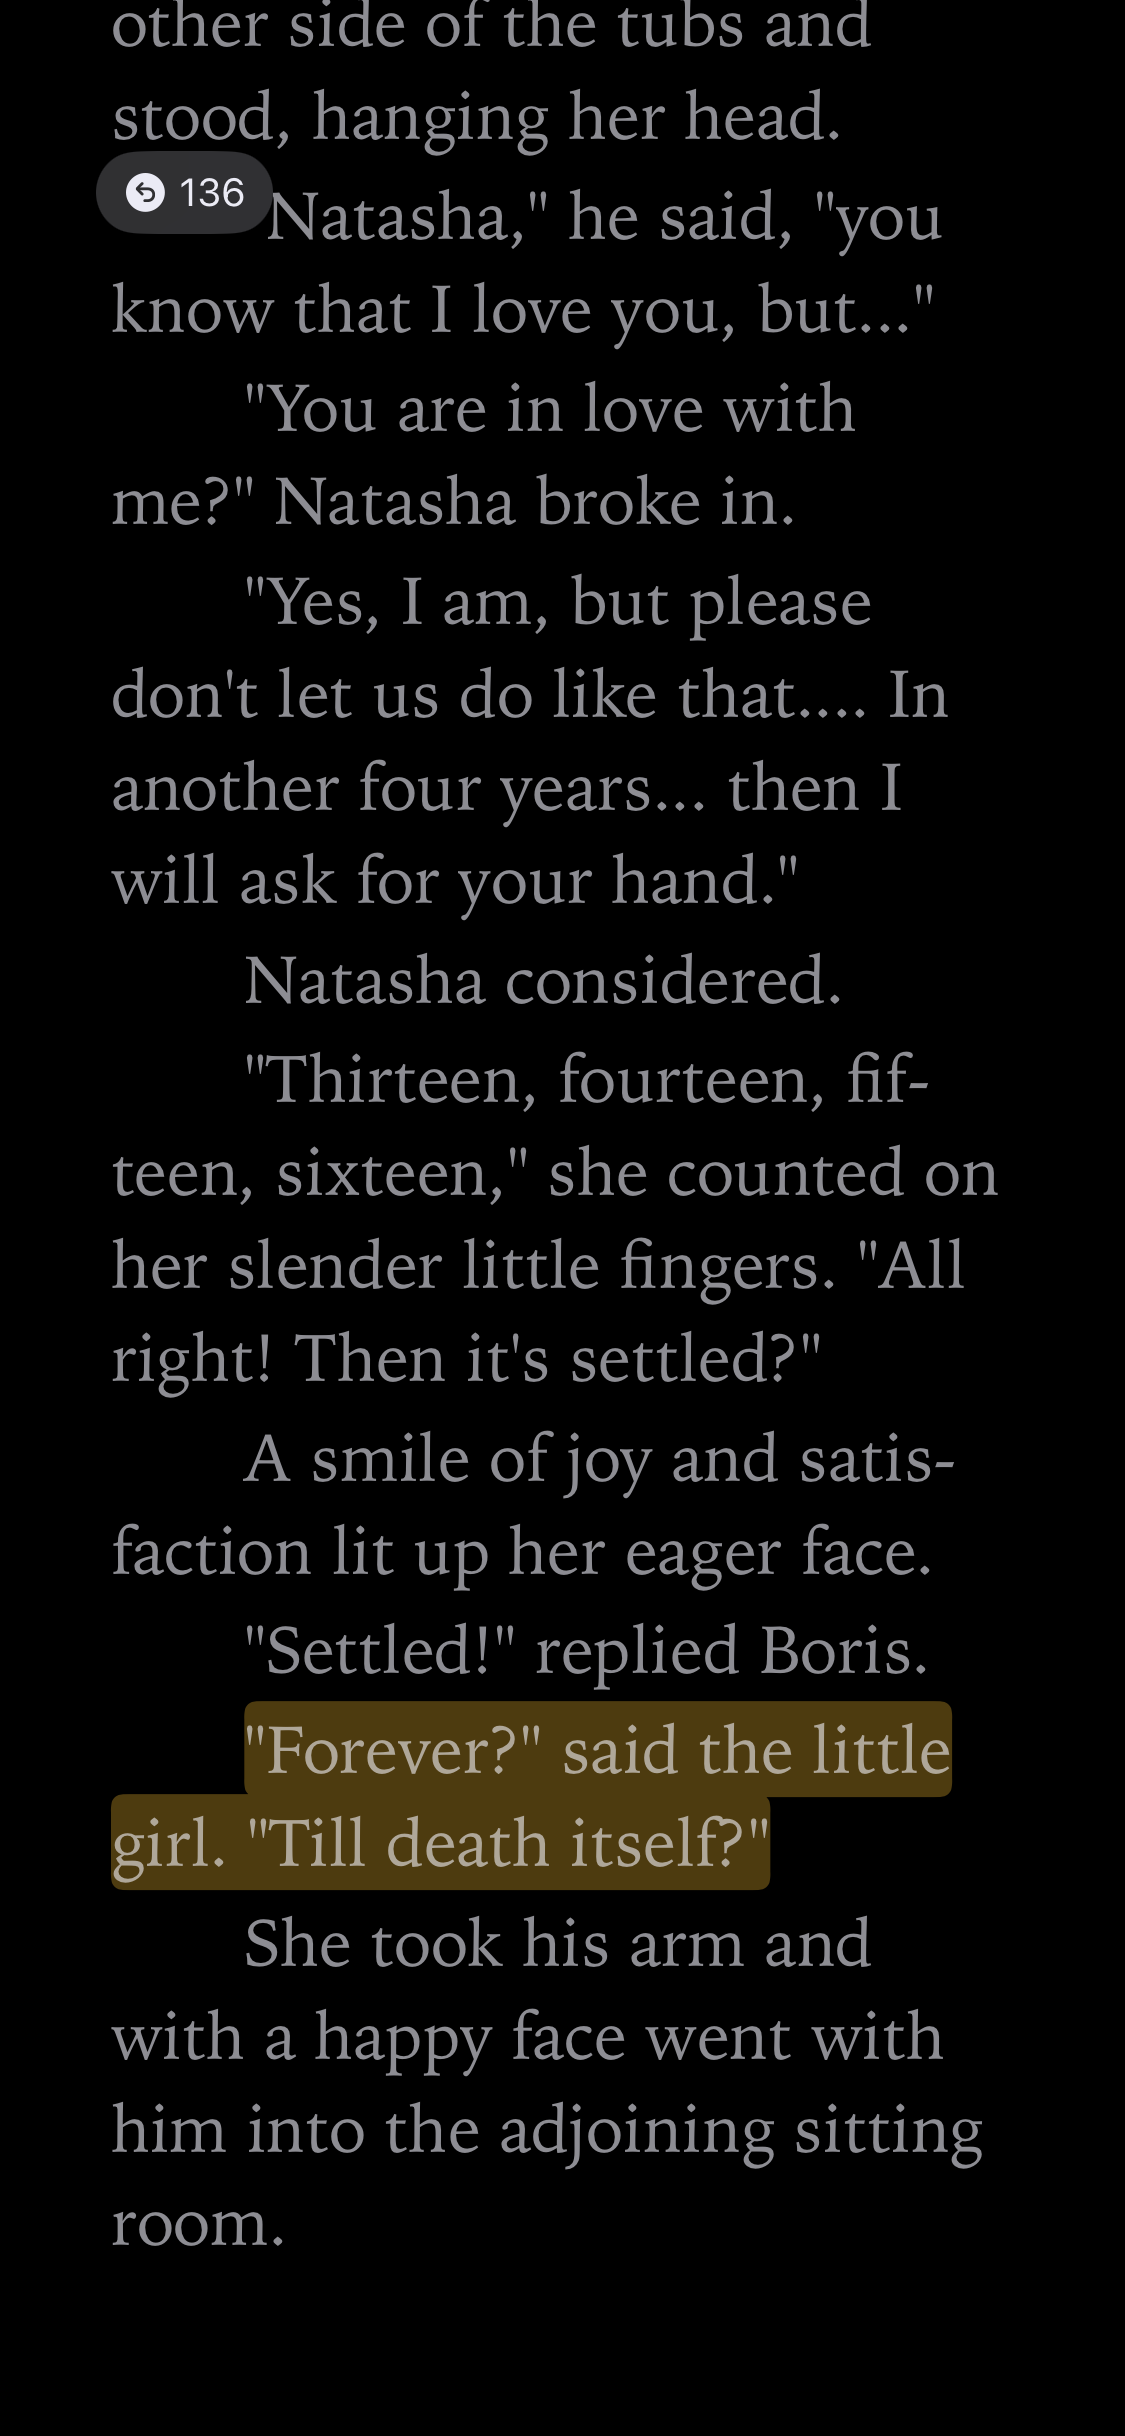 other side of the tubs and
stood, hanging her head.
136
Natasha," he said, "you
know that I love you, but..."
"You are in love with
me?" Natasha broke in.
"Yes, I am, but please
don't let us do like that.... In
another four years... then I
will ask for your hand."
Natasha considered.
"Thirteen, fourteen, fif-
teen, sixteen," she counted on
her slender little fingers. "All
right! Then it's settled?"
A smile of joy and satis-
faction lit up her eager face.
"Settled!" replied Boris.
"Forever?" said the little
girl. "Till death itself?"
She took his arm and
with a happy face went with
him into the adjoining sitting
room.